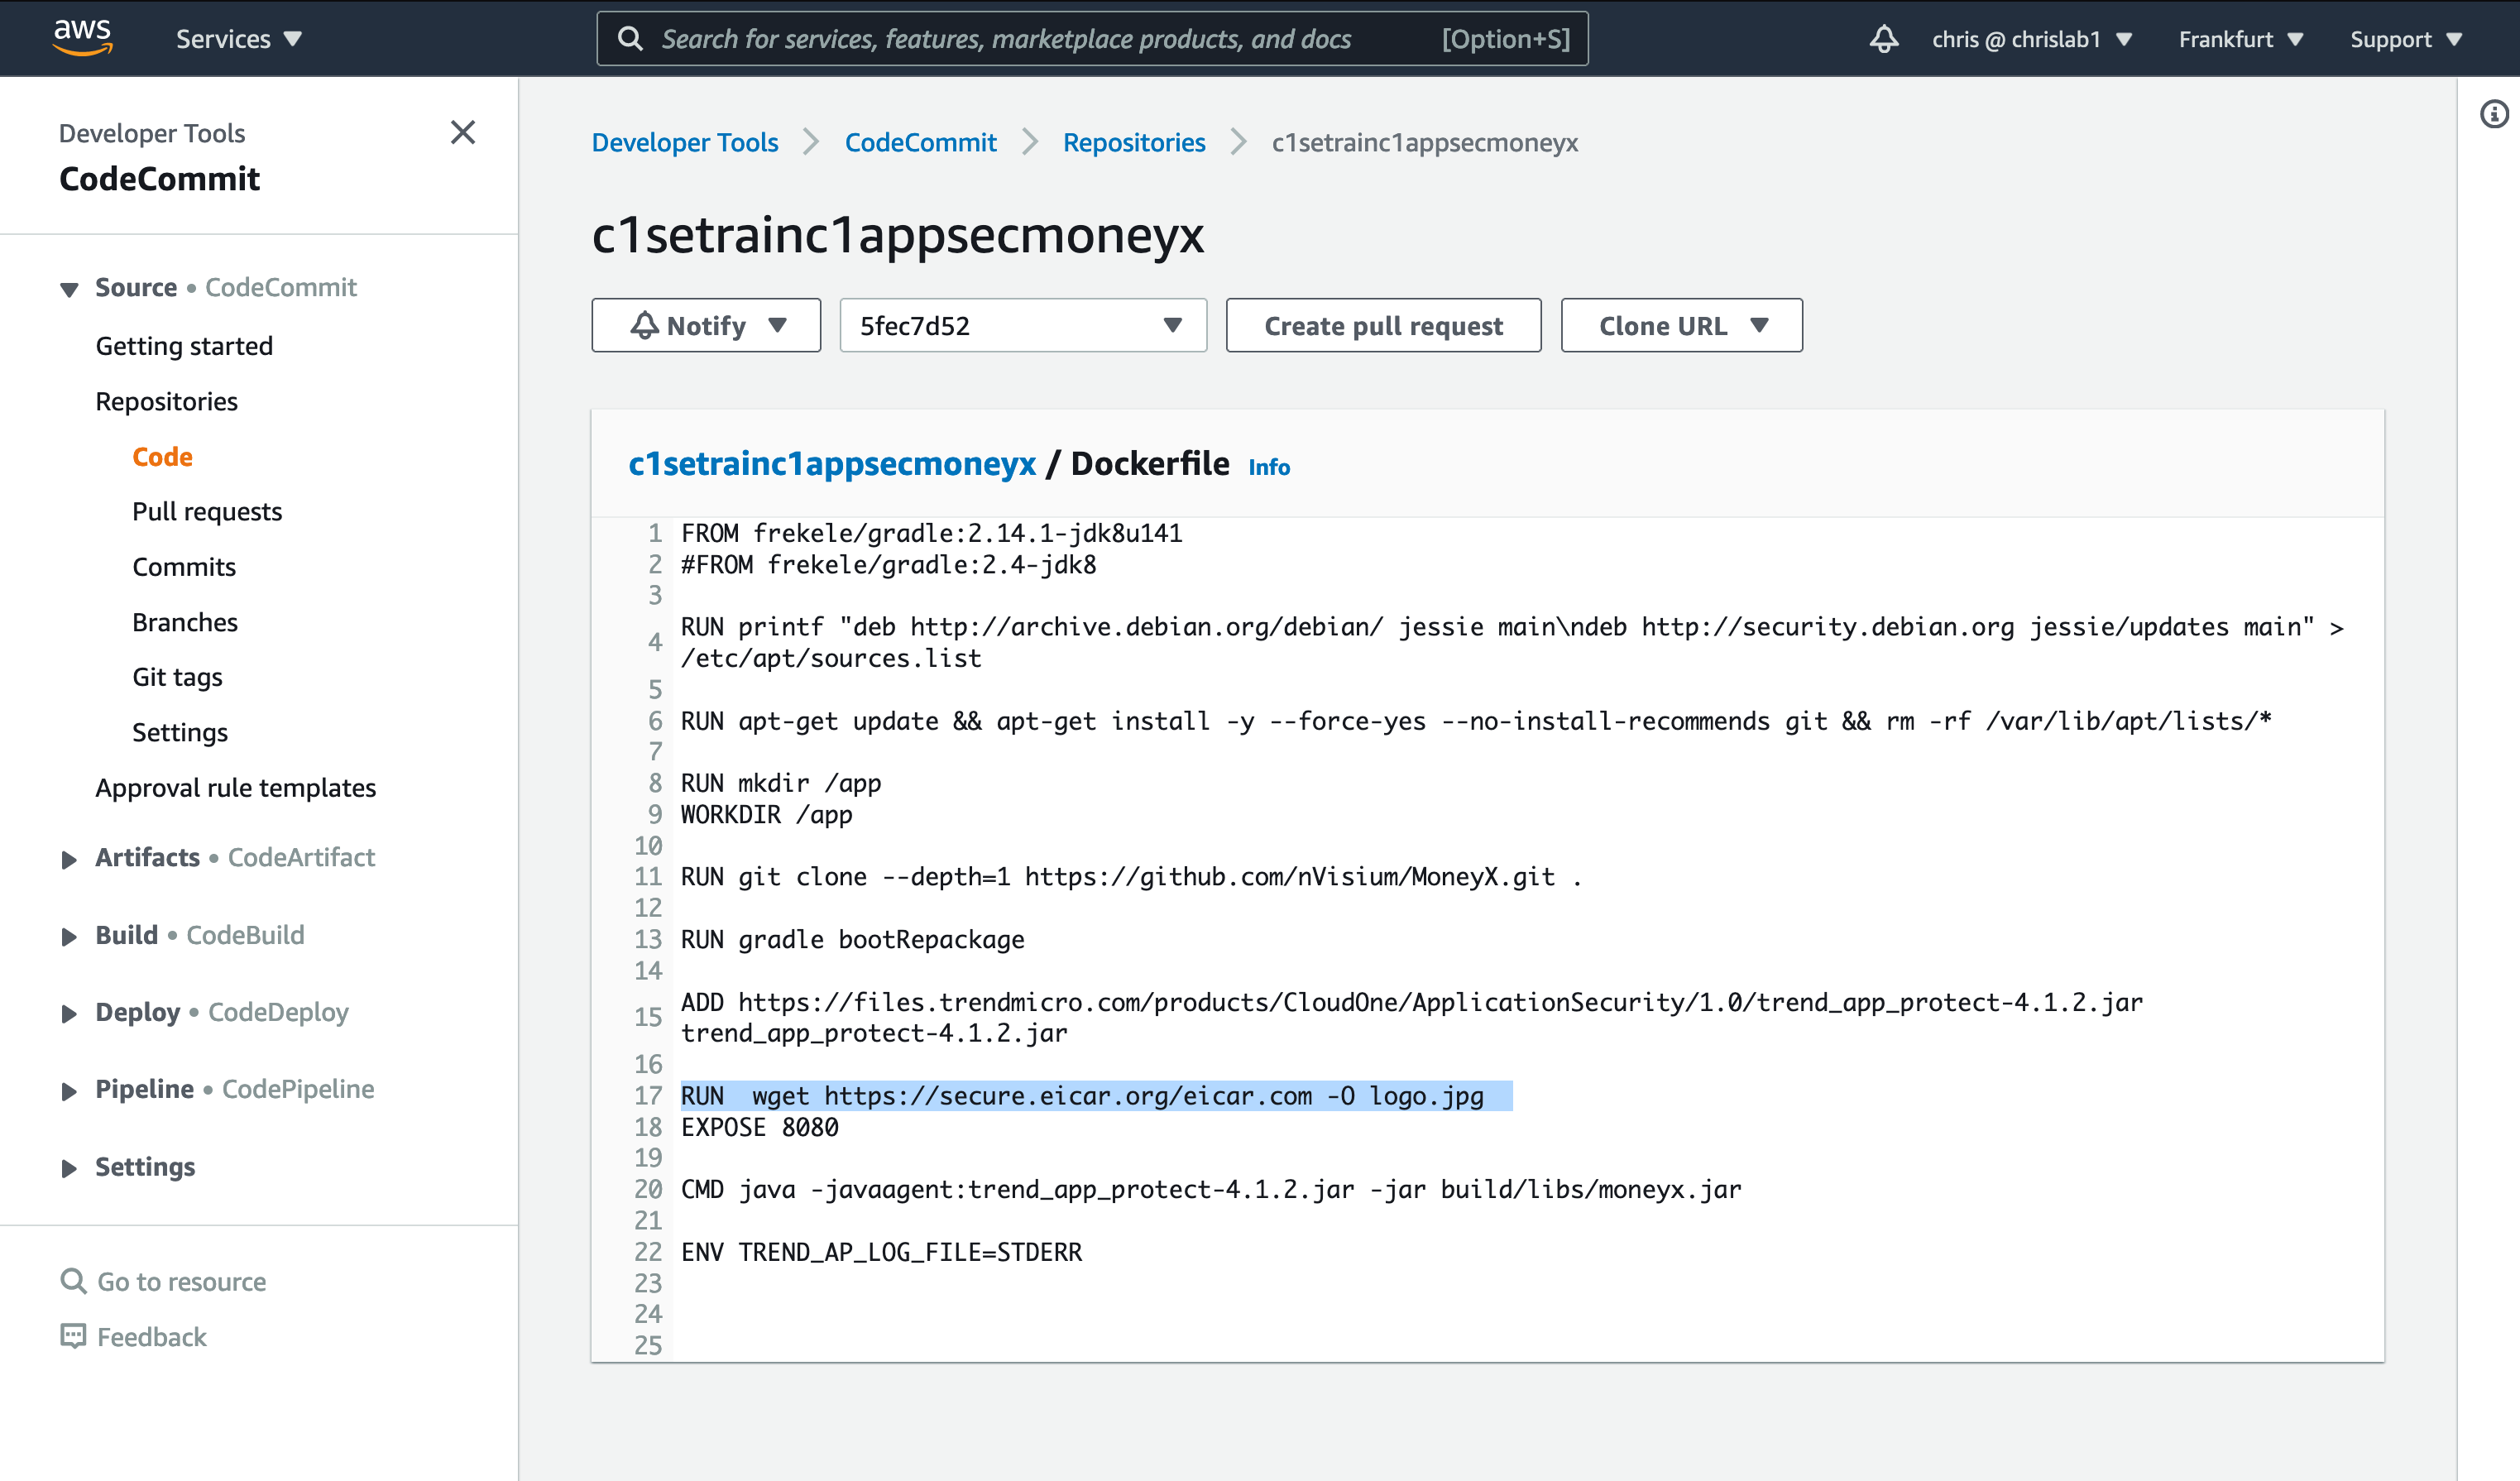 aws
Services
Search for services, features, marketplace products, and docs [Option+S]
chris @ chrislab1
Frankfurt
Support
Developer Tools
CodeCommit
Source • CodeCommit
Getting started
Repositories
Code
Pull requests
Commits
Branches
Git tags
Settings
Approval rule templates
Artifacts • CodeArtifact
Build • CodeBuild
Deploy • CodeDeploy
Pipeline • CodePipeline
Settings
Go to resource
Feedback
Developer Tools > CodeCommit > Repositories > c1setrainc1appsecmoneyx
c1setrainc1appsecmoneyx
Notify
5fec7d52
Create pull request
Clone URL
c1setrainc1appsecmoneyx / Dockerfile Info
1 FROM frekele/gradle:2.14.1-jdk8u141
2 #FROM frekele/gradle:2.4-jdk8
3
4 RUN printf "deb http://archive.debian.org/debian/ jessie main\ndeb http://security.debian.org jessie/updates main" >
/etc/apt/sources.list
5
6 RUN apt-get update && apt-get install -y --force-yes --no-install-recommends git && rm -rf /var/lib/apt/lists/*
7
8 RUN mkdir /app
9 WORKDIR /app
10
11 RUN git clone --depth=1 https://github.com/nVisium/MoneyX.git .
12
13 RUN gradle bootRepackage
14
15 ADD https://files.trendmicro.com/products/CloudOne/ApplicationSecurity/1.0/trend_app_protect-4.1.2.jar
trend_app_protect-4.1.2.jar
16
17 RUN  wget https://secure.eicar.org/eicar.com -O logo.jpg
18 EXPOSE 8080
19
20 CMD java -javaagent:trend_app_protect-4.1.2.jar -jar build/libs/moneyx.jar
21
22 ENV TREND_AP_LOG_FILE=STDERR
23
24
25